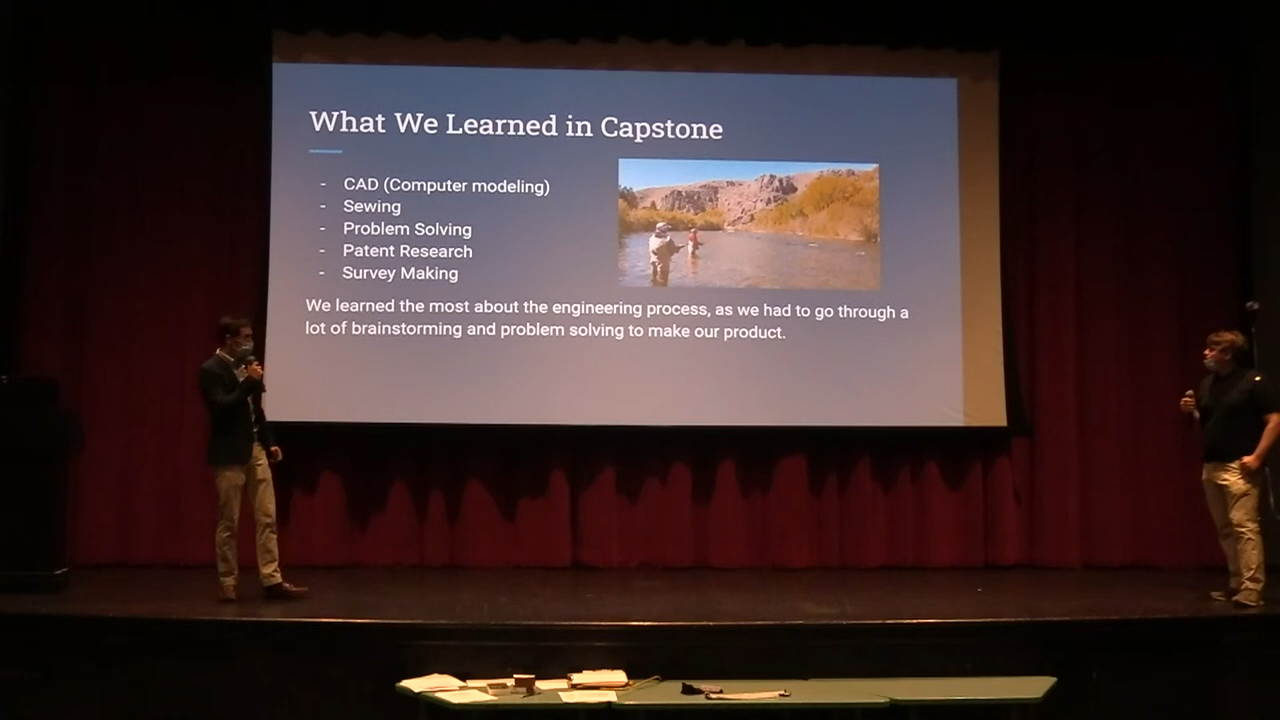 What We Learned in Capstone
- CAD (Computer modeling)
- Sewing
- Problem Solving
- Patent Research
- Survey Making
We learned the most about the engineering process, as we had to go through a
lot of brainstorming and problem solving to make our product.